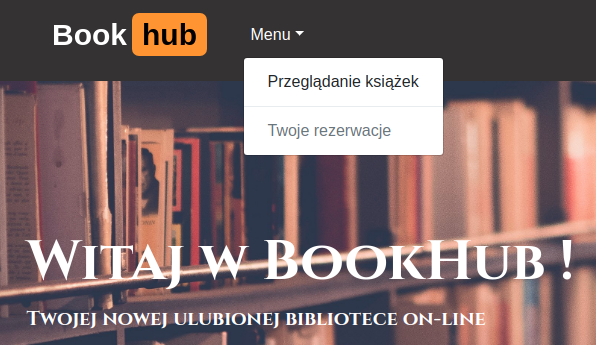 Book hub
Menu
Przeglądanie książek
Twoje rezerwacje
Witaj w BookHub !
Twojej nowej ulubionej bibliotece on-line